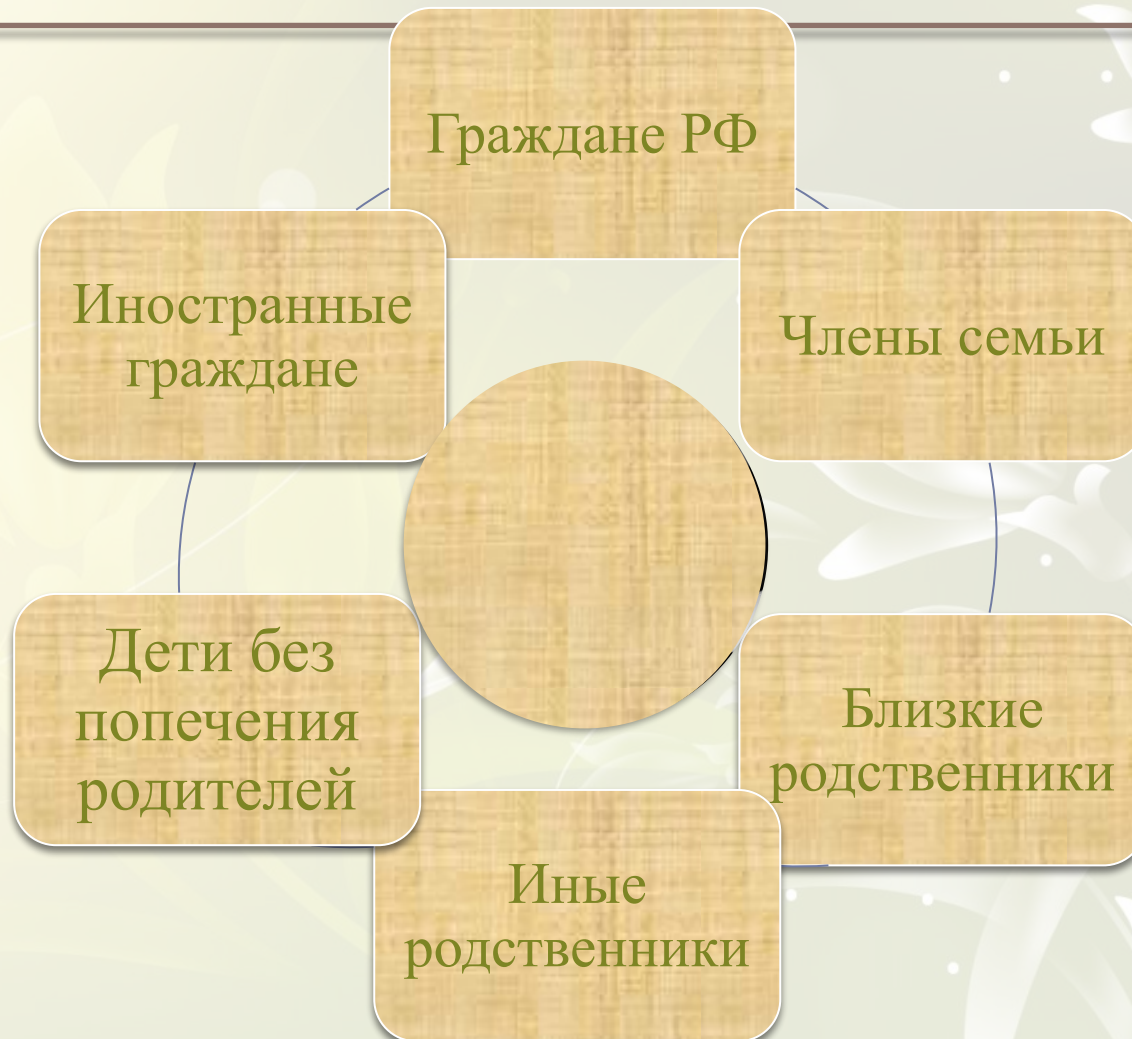 Граждане РФ
Члены семьи
Близкие
родственники
Иные
родственники
Дети без
попечения
родителей
Иностранные
граждане